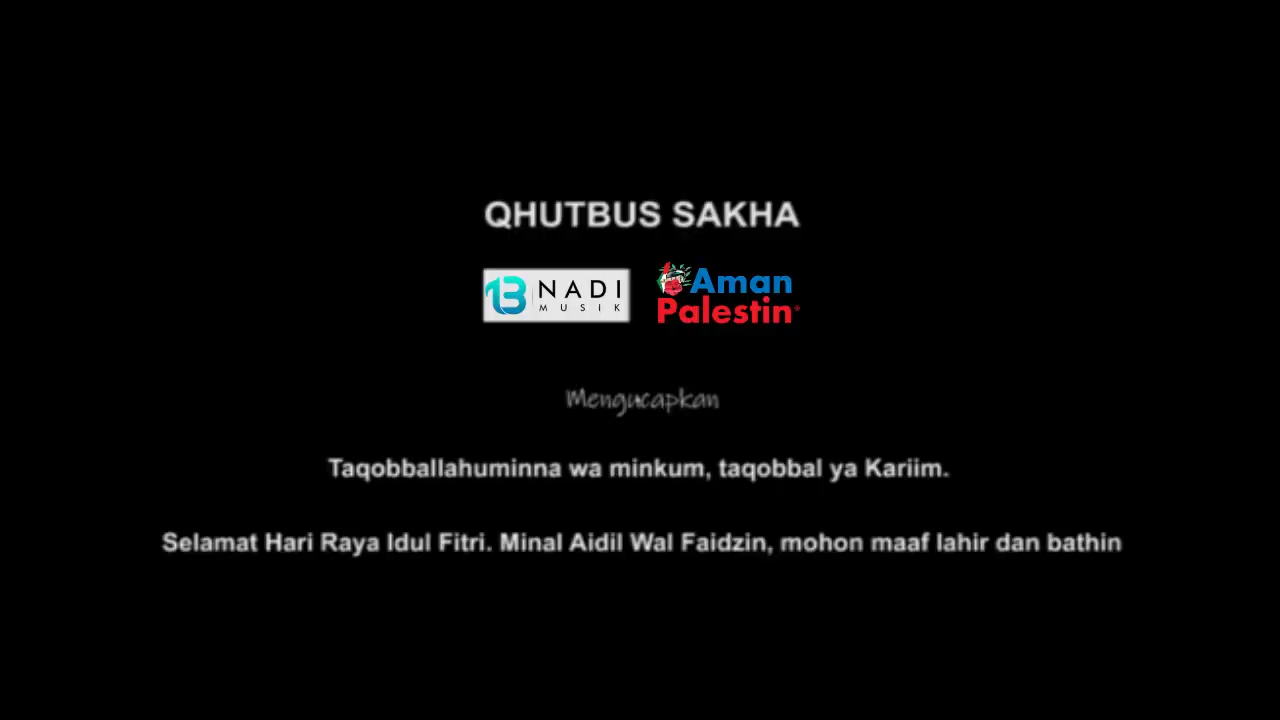 QHUTBUS SAKHA
13 NADI MUSIK
Aman Palestin
Mengucapkan
Taqobballahuminna wa minkum, taqobbal ya Kariim.
Selamat Hari Raya Idul Fitri. Minal Aidil Wal Faidzin, mohon maaf lahir dan bathin